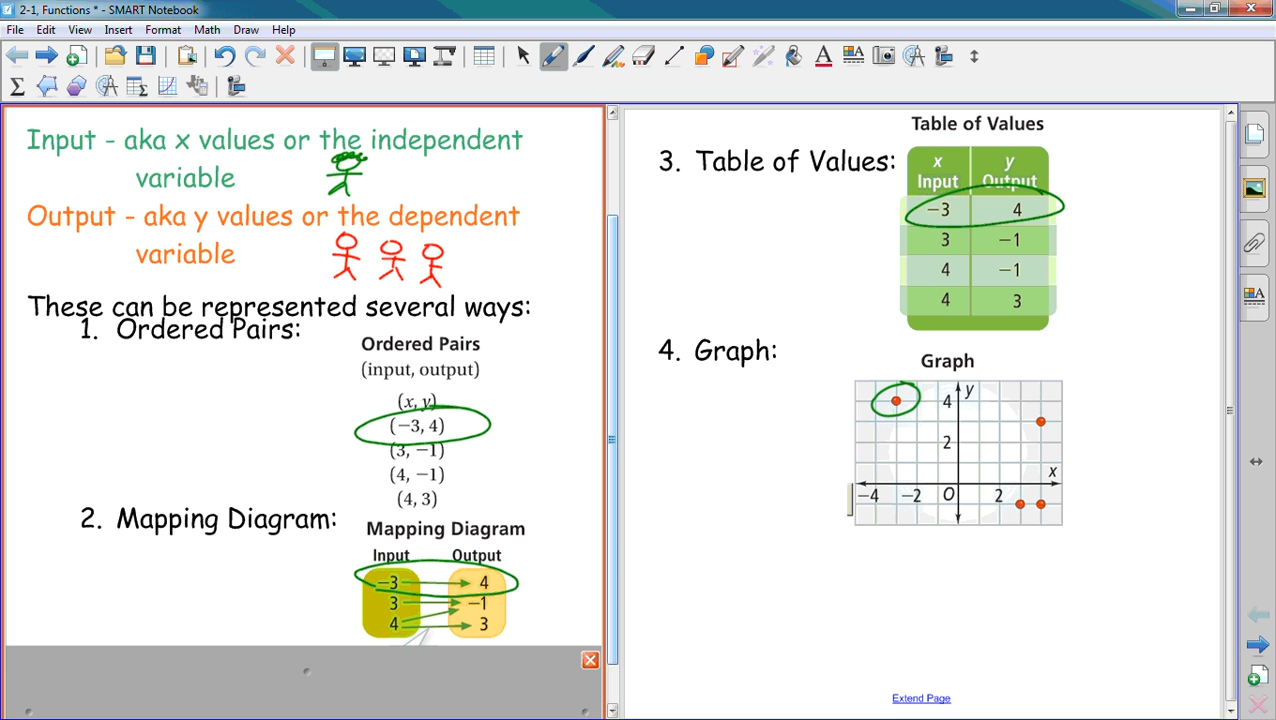 2-1, Functions * - SMART Notebook
File Edit View Insert Format Math Draw Help
Input - aka x values or the independent
variable
Output - aka y values or the dependent
variable
These can be represented several ways:
1. Ordered Pairs:
Ordered Pairs
(input, output)
(x, y)
(−3, 4)
(3, −1)
(4, −1)
(4, 3)
2. Mapping Diagram:
Mapping Diagram
Input Output
−3 4
3 −1
4 3
Table of Values
3. Table of Values:
x y
Input Output
−3 4
3 −1
4 −1
4 3
4. Graph:
Graph
y
4
2
x
−4 −2 O 2
Extend Page